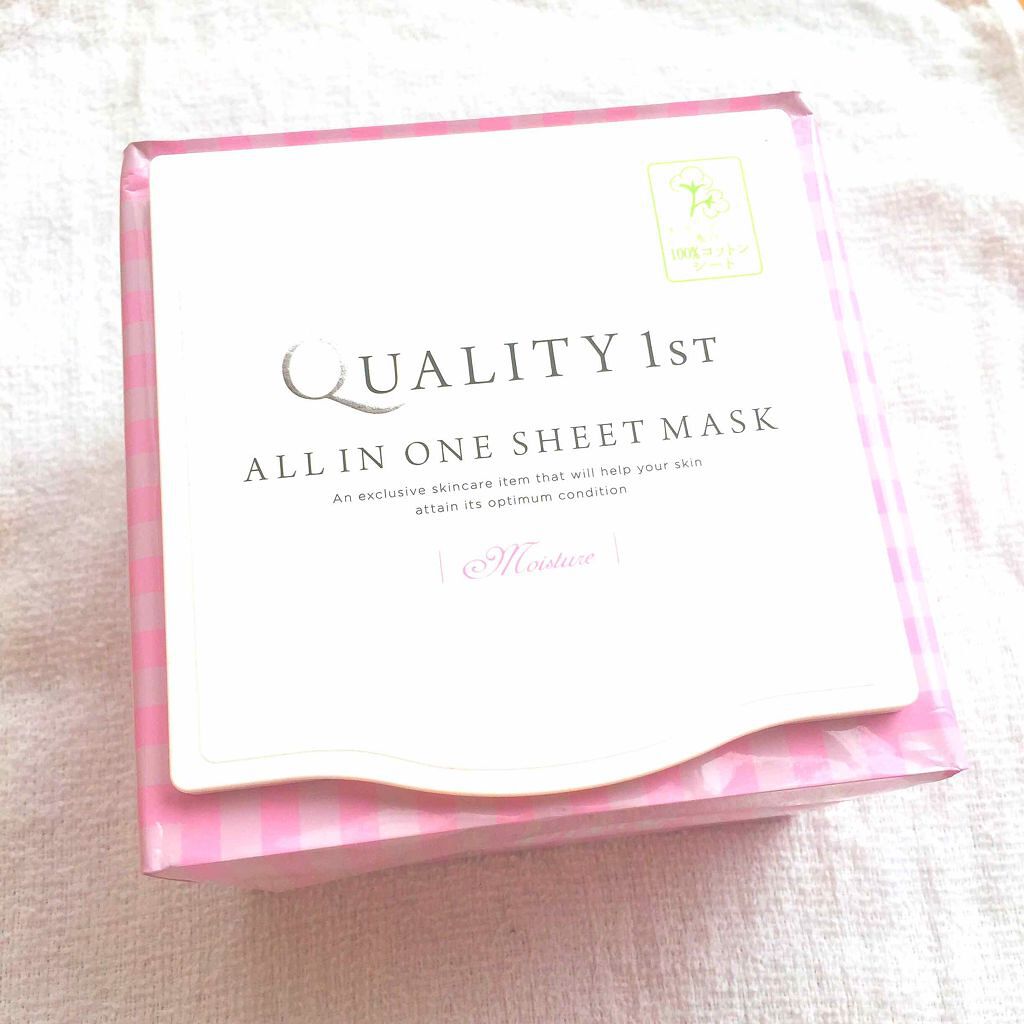 100%コットン
シート
QUALITY 1ST
ALL IN ONE SHEET MASK
An exclusive skincare item that will help your skin
attain its optimum condition
Moisture